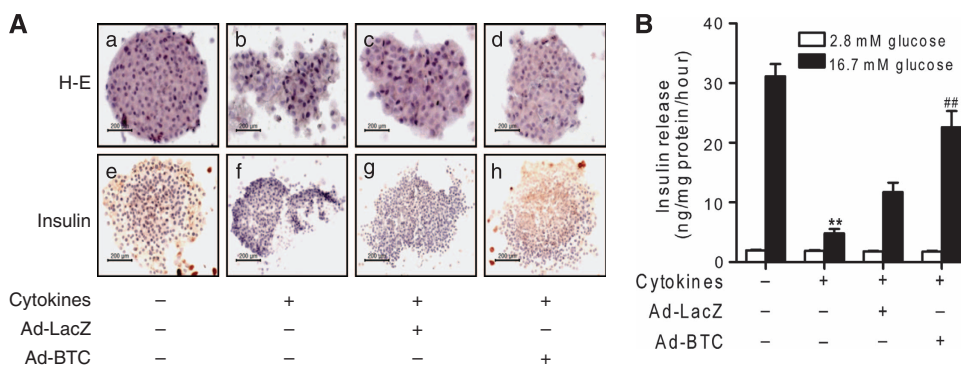 A
H-E
a
b
c
d
200 µm
200 µm
200 µm
200 µm
Insulin
e
f
g
h
200 µm
200 µm
200 µm
200 µm
Cytokines – + + +
Ad-LacZ – – + –
Ad-BTC – – – +
B
Insulin release
(ng/mg protein/hour)
40
30
20
10
0
2.8 mM glucose
16.7 mM glucose
**
##
Cytokines – + + +
Ad-LacZ – – + –
Ad-BTC – – – +